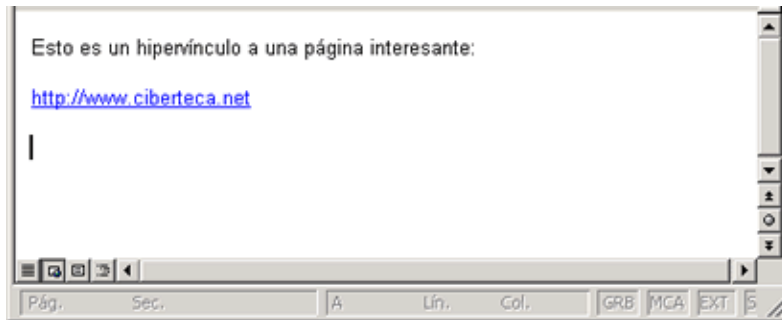 Esto es un hipervínculo a una página interesante:
http://www.ciberteca.net
Pág. Sec. A Lín. Col. GRB MCA EXT S